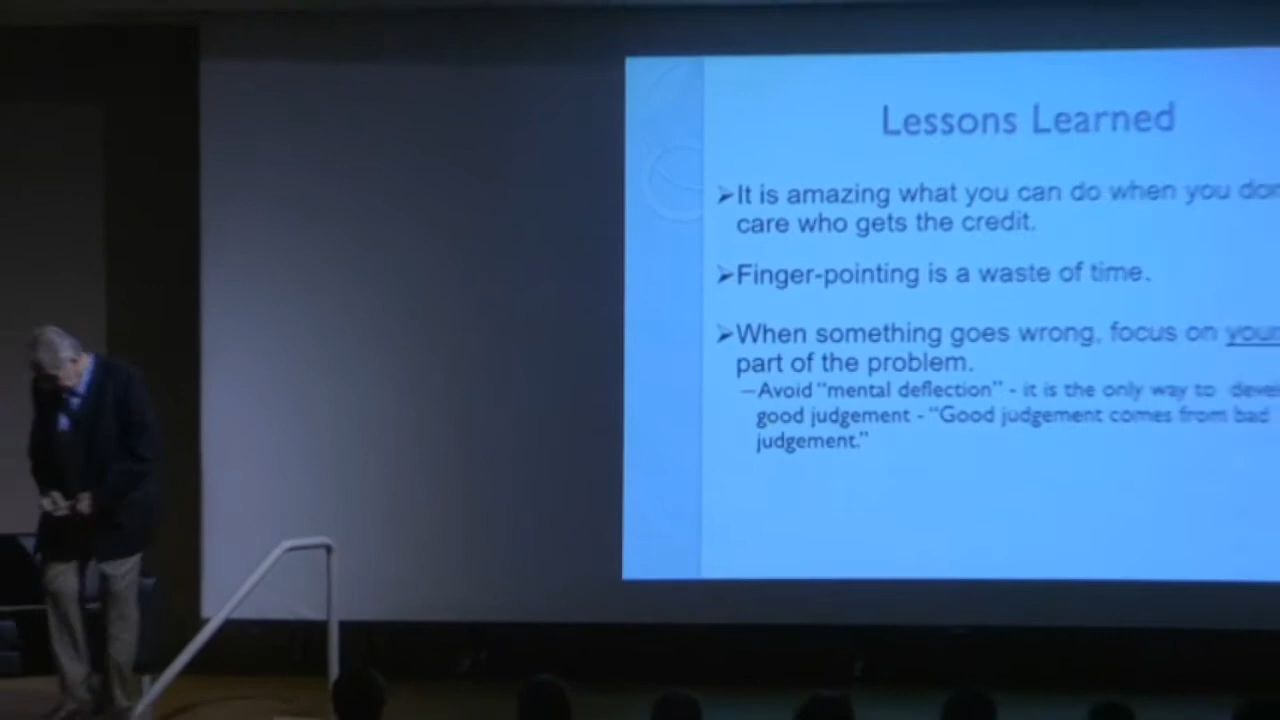 Lessons Learned
➤It is amazing what you can do when you
care who gets the credit.
➤Finger-pointing is a waste of time.
➤When something goes wrong, focus on your
part of the problem.
–Avoid "mental deflection" - it is the only way to
good judgement - "Good judgement comes from bad
judgement."